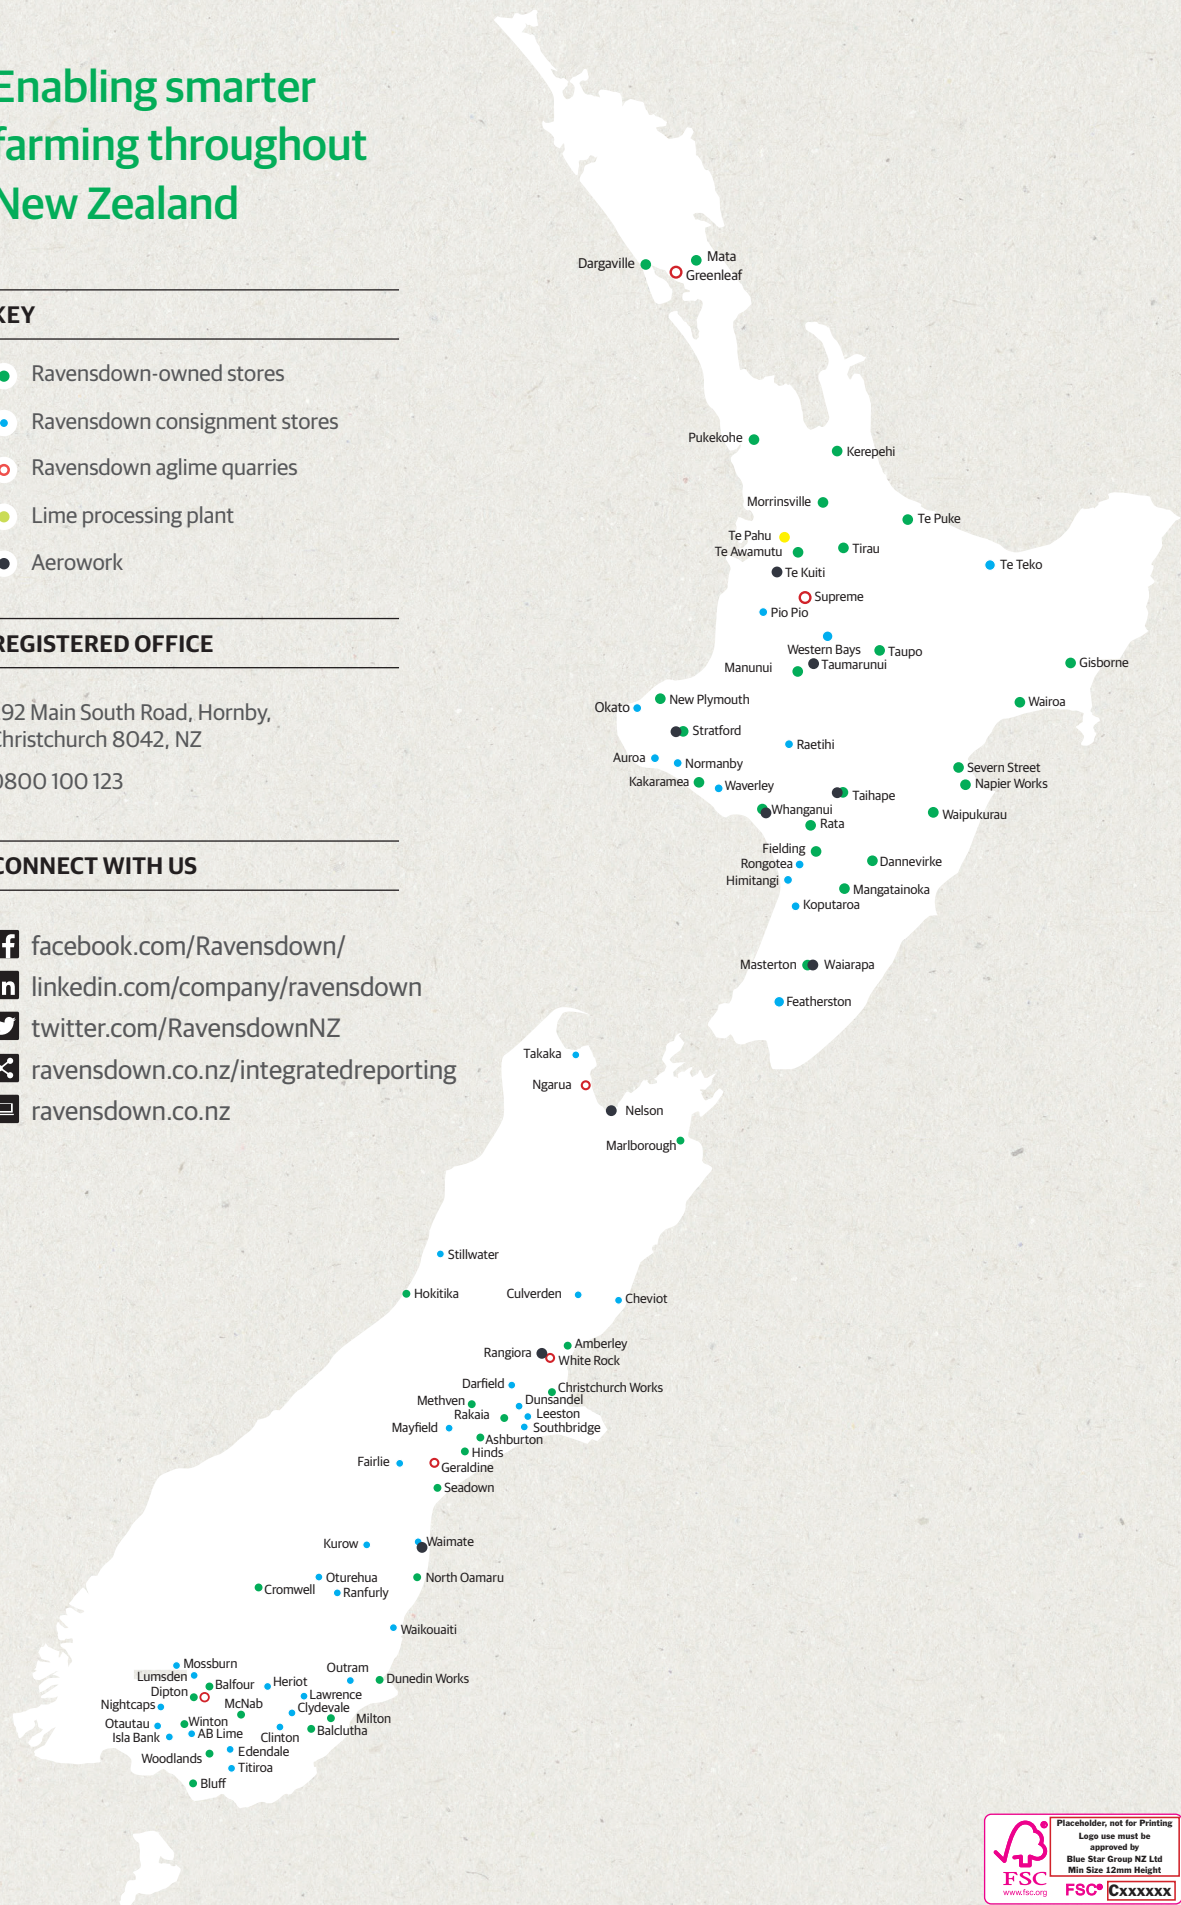 Enabling smarter
farming throughout
New Zealand
KEY
Ravensdown-owned stores
Ravensdown consignment stores
Ravensdown aglime quarries
Lime processing plant
Aerowork
REGISTERED OFFICE
92 Main South Road, Hornby,
Christchurch 8042, NZ
0800 100 123
CONNECT WITH US
facebook.com/Ravensdown/
linkedin.com/company/ravensdown
twitter.com/RavensdownNZ
ravensdown.co.nz/integratedreporting
ravensdown.co.nz
Dargaville
Mata
Greenleaf
Pukekohe
Kerepehi
Morrinsville
Te Puke
Te Pahu
Te Awamutu
Tirau
Te Kuiti
Te Teko
Supreme
Pio Pio
Western Bays
Taupo
Manunui
Taumarunui
Gisborne
New Plymouth
Okato
Wairoa
Stratford
Raetihi
Auroa
Normanby
Severn Street
Kakaramea
Waverley
Napier Works
Taihape
Whanganui
Waipukurau
Rata
Fielding
Rongotea
Dannevirke
Himitangi
Mangatainoka
Koputaroa
Masterton
Waiarapa
Featherston
Takaka
Ngarua
Nelson
Marlborough
Stillwater
Hokitika
Culverden
Cheviot
Amberley
Rangiora
White Rock
Darfield
Christchurch Works
Methven
Dunsandel
Rakaia
Leeston
Mayfield
Southbridge
Ashburton
Hinds
Fairlie
Geraldine
Seadown
Kurow
Waimate
Oturehua
North Oamaru
Cromwell
Ranfurly
Waikouaiti
Mossburn
Lumsden
Outram
Dunedin Works
Balfour
Heriot
Dipton
Lawrence
Nightcaps
McNab
Clydevale
Milton
Otautau
Winton
Balclutha
Isla Bank
AB Lime
Clinton
Edendale
Woodlands
Titiroa
Bluff
FSC
www.fsc.org
Placeholder, not for Printing
Logo use must be
approved by
Blue Star Group NZ Ltd
Min Size 12mm Height
FSC® Cxxxxxx